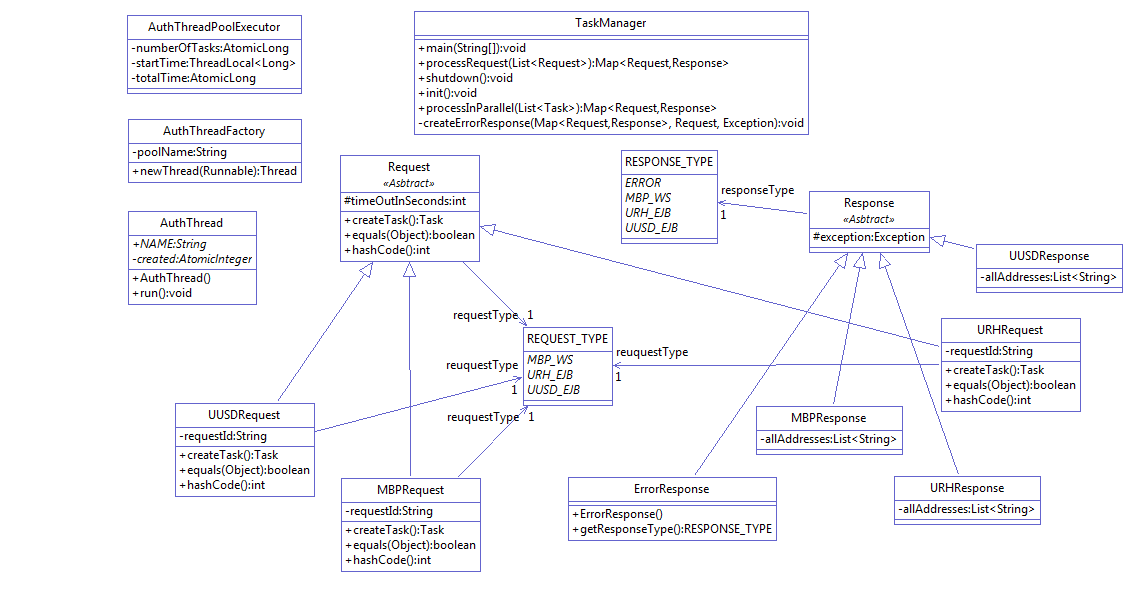 AuthThreadPoolExecutor
-numberOfTasks:AtomicLong
-startTime:ThreadLocal<Long>
-totalTime:AtomicLong
TaskManager
+main(String[]):void
+processRequest(List<Request>):Map<Request,Response>
+shutdown():void
+init():void
+processInParallel(List<Task>):Map<Request,Response>
-createErrorResponse(Map<Request,Response>, Request, Exception):void
AuthThreadFactory
-poolName:String
+newThread(Runnable):Thread
Request
«Asbtract»
#timeOutInSeconds:int
+createTask():Task
+equals(Object):boolean
+hashCode():int
RESPONSE_TYPE
ERROR
MBP_WS
URH_EJB
UUSD_EJB
responseType
1
Response
«Asbtract»
#exception:Exception
AuthThread
+NAME:String
-created:AtomicInteger
+AuthThread()
+run():void
UUSDResponse
-allAddresses:List<String>
requestType 1
REQUEST_TYPE
MBP_WS
URH_EJB
UUSD_EJB
reuquestType
1
reuquestType
1
reuquestType 1
URHRequest
-requestId:String
+createTask():Task
+equals(Object):boolean
+hashCode():int
UUSDRequest
-requestId:String
+createTask():Task
+equals(Object):boolean
+hashCode():int
MBPResponse
-allAddresses:List<String>
MBPRequest
-requestId:String
+createTask():Task
+equals(Object):boolean
+hashCode():int
ErrorResponse
+ErrorResponse()
+getResponseType():RESPONSE_TYPE
URHResponse
-allAddresses:List<String>